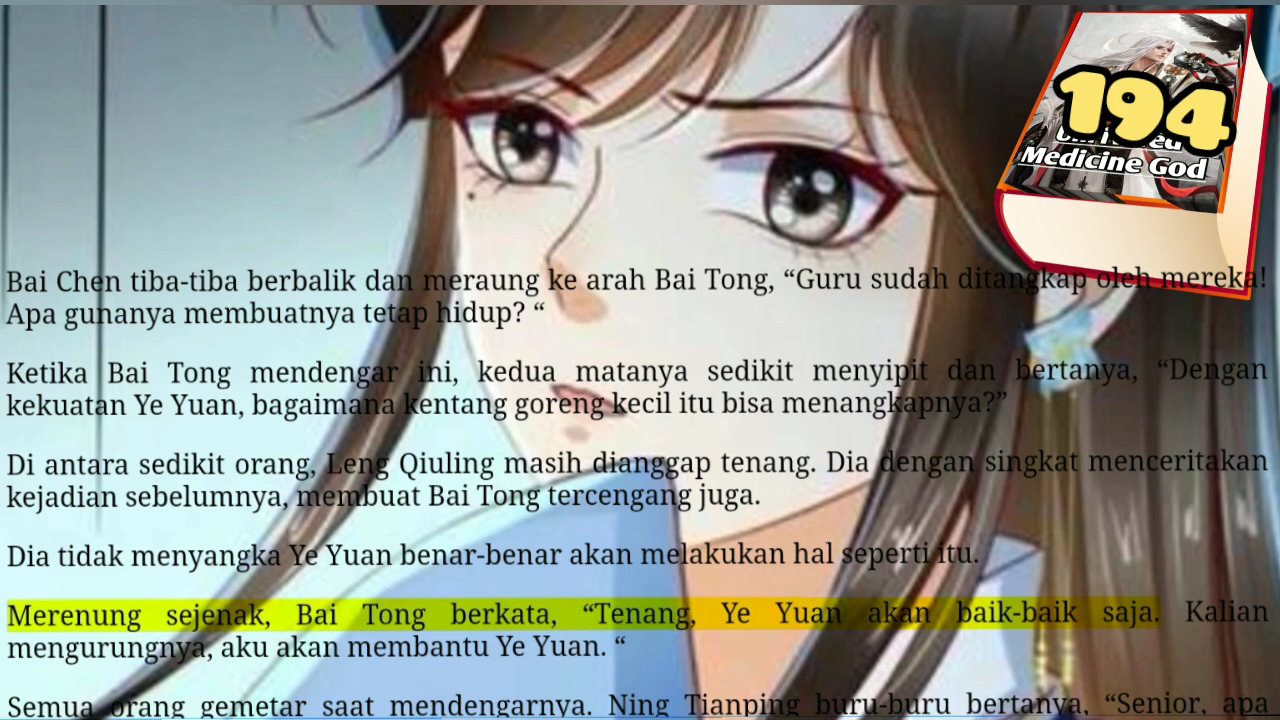 194
Medicine God
Bai Chen tiba-tiba berbalik dan meraung ke arah Bai Tong, “Guru sudah ditangkap oleh mereka!
Apa gunanya membuatnya tetap hidup? “
Ketika Bai Tong mendengar ini, kedua matanya sedikit menyipit dan bertanya, “Dengan
kekuatan Ye Yuan, bagaimana kentang goreng kecil itu bisa menangkapnya?”
Di antara sedikit orang, Leng Qiuling masih dianggap tenang. Dia dengan singkat menceritakan
kejadian sebelumnya, membuat Bai Tong tercengang juga.
Dia tidak menyangka Ye Yuan benar-benar akan melakukan hal seperti itu.
Merenung sejenak, Bai Tong berkata, “Tenang, Ye Yuan akan baik-baik saja. Kalian
mengurungnya, aku akan membantu Ye Yuan. “
Semua orang gemetar saat mendengarnya. Ning Tianping buru-buru bertanya, “Senior, apa